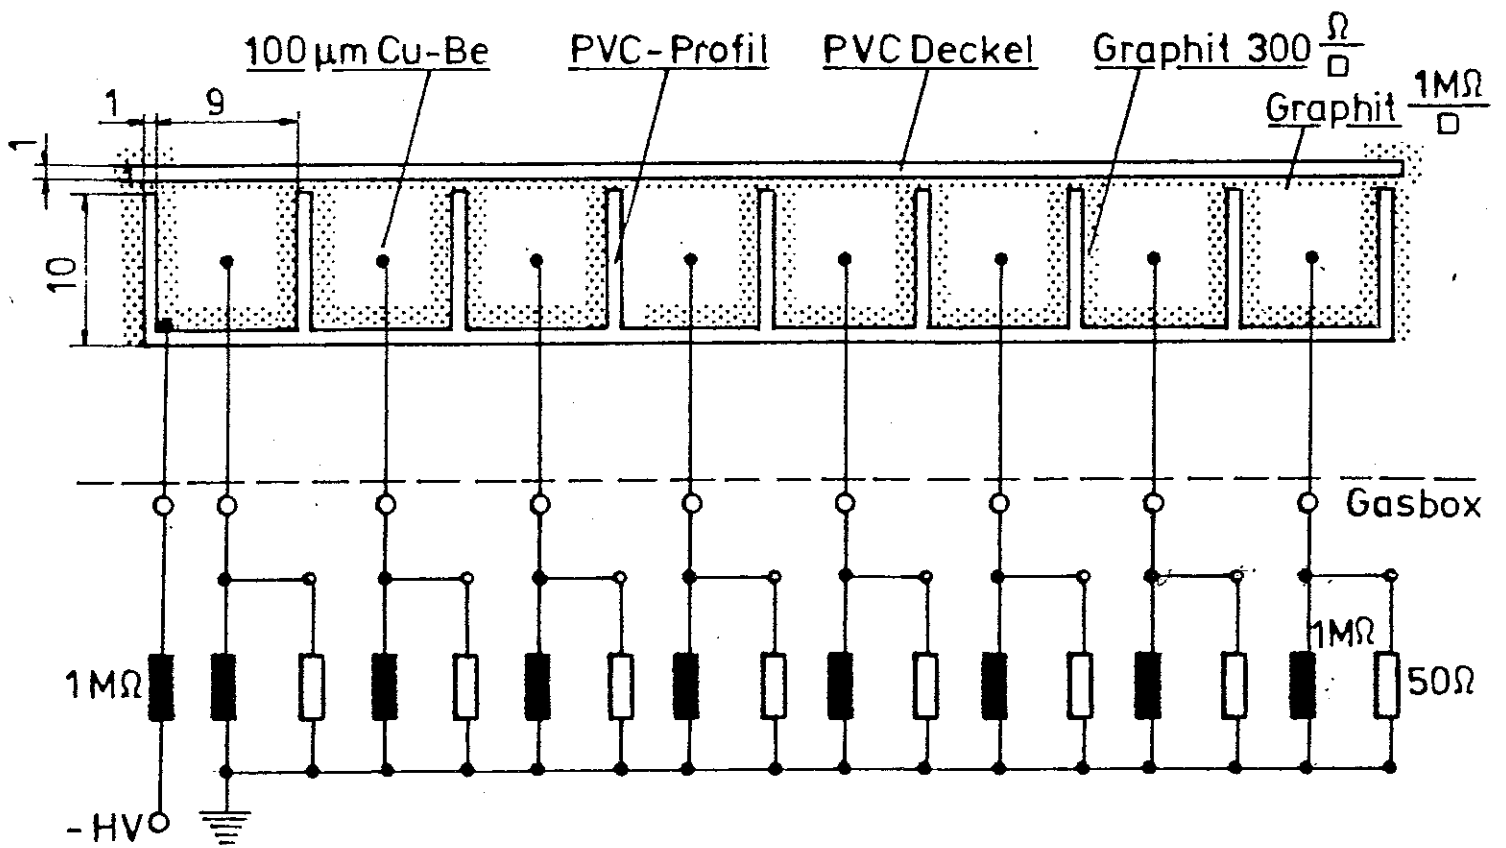 100 µm Cu-Be
PVC-Profil
PVC Deckel
Graphit 300 Ω/□
Graphit 1MΩ/□
1
9
1
10
Gasbox
1MΩ
1MΩ
50Ω
-HV